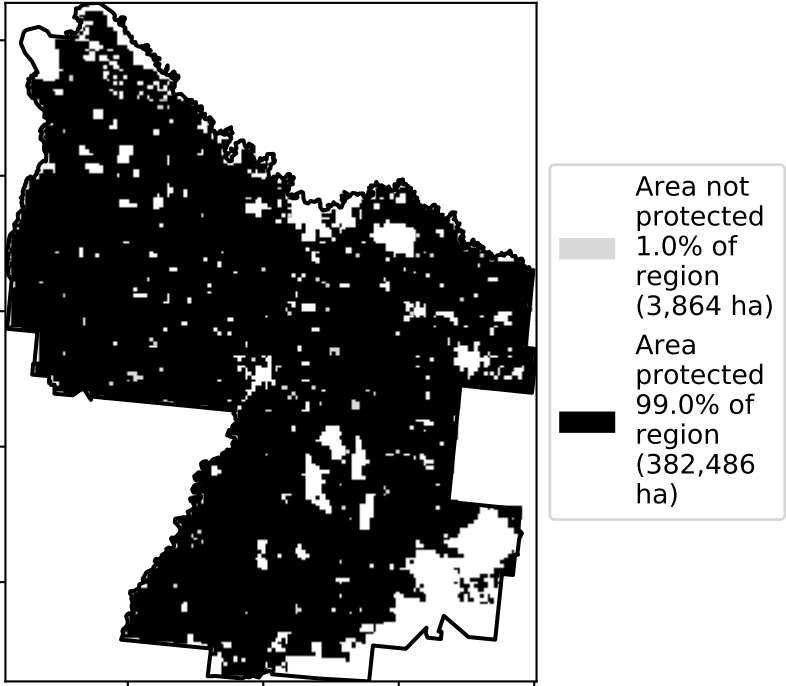 Area not
protected
1.0% of
region
(3,864 ha)
Area
protected
99.0% of
region
(382,486
ha)